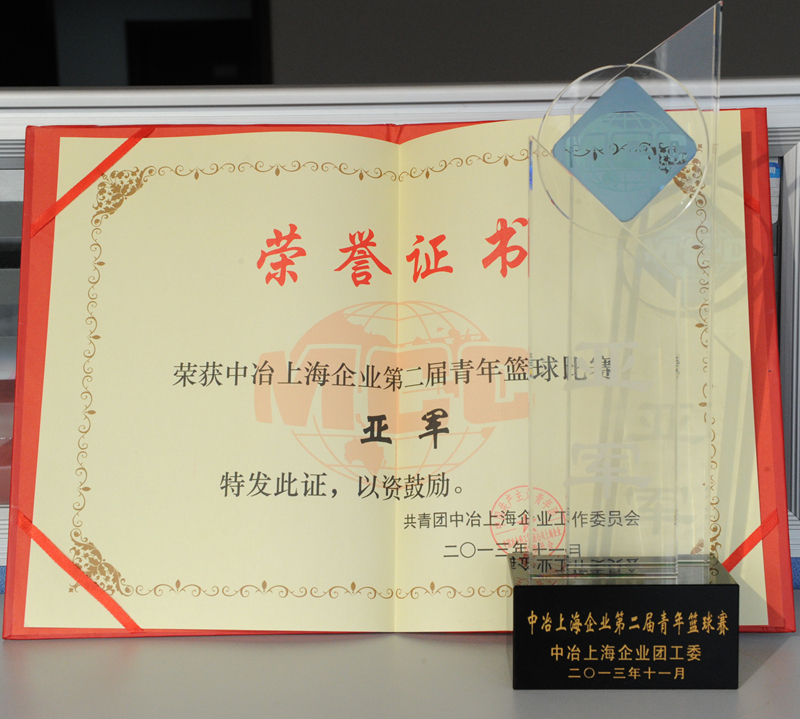 荣誉证书
MCC
荣获中冶上海企业第二届青年篮球比赛
亚军
特发此证，以资鼓励。
共青团中冶上海企业工作委员会
二〇一三年十一月
亚军
中冶上海企业第二届青年篮球赛
中冶上海企业团工委
二〇一三年十一月